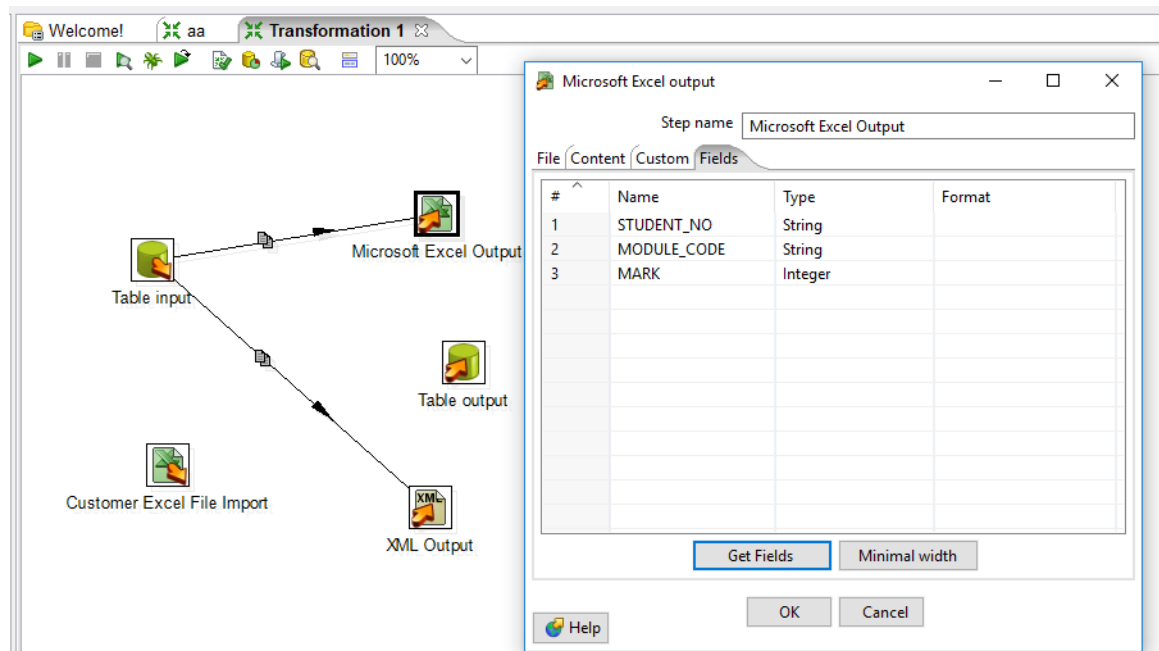 Welcome!
aa
Transformation 1
100%
Microsoft Excel Output
Table input
Table output
Customer Excel File Import
XML
XML Output
Microsoft Excel output
Step name Microsoft Excel Output
File Content Custom Fields
# Name Type Format
1 STUDENT_NO String
2 MODULE_CODE String
3 MARK Integer
Get Fields Minimal width
OK Cancel
Help